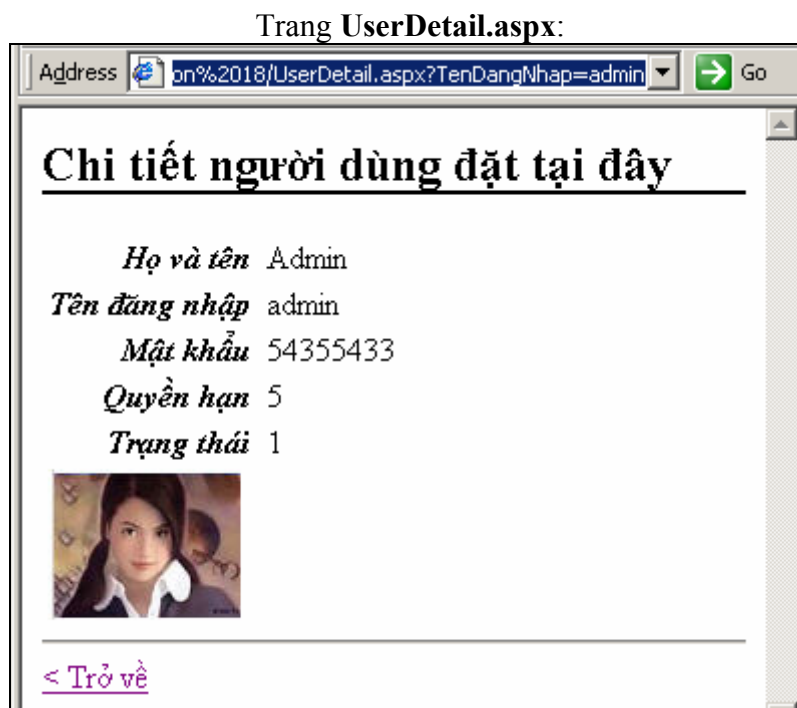 Trang UserDetail.aspx:
Address on%2018/UserDetail.aspx?TenDangNhap=admin Go
Chi tiết người dùng đặt tại đây
Họ và tên Admin
Tên đăng nhập admin
Mật khẩu 54355433
Quyền hạn 5
Trạng thái 1
< Trở về